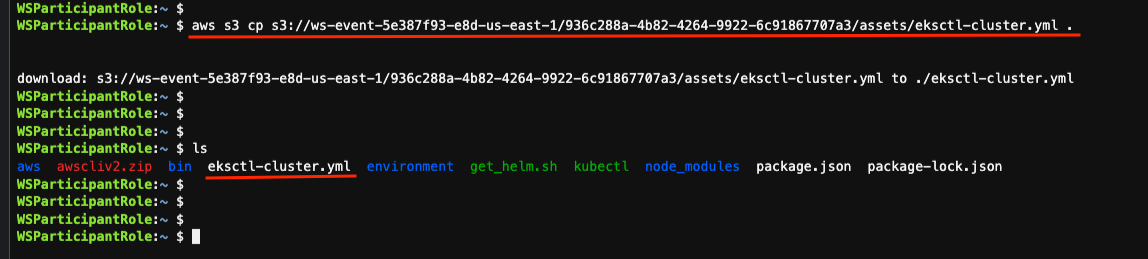 WSParticipantRole:~ $
WSParticipantRole:~ $ aws s3 cp s3://ws-event-5e387f93-e8d-us-east-1/936c288a-4b82-4264-9922-6c91867707a3/assets/eksctl-cluster.yml .
download: s3://ws-event-5e387f93-e8d-us-east-1/936c288a-4b82-4264-9922-6c91867707a3/assets/eksctl-cluster.yml to ./eksctl-cluster.yml
WSParticipantRole:~ $
WSParticipantRole:~ $
WSParticipantRole:~ $
WSParticipantRole:~ $ ls
aws awscliv2.zip bin eksctl-cluster.yml environment get_helm.sh kubectl node_modules package.json package-lock.json
WSParticipantRole:~ $
WSParticipantRole:~ $
WSParticipantRole:~ $
WSParticipantRole:~ $